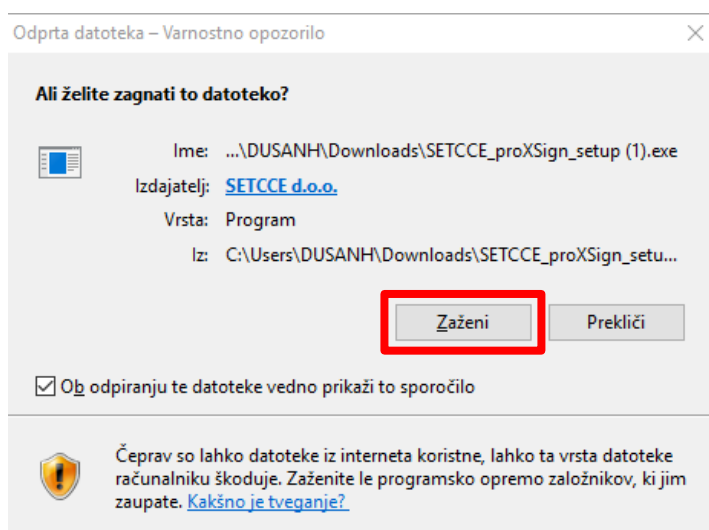 Odprta datoteka – Varnostno opozorilo
Ali želite zagnati to datoteko?
Ime: ...\DUSANH\Downloads\SETCCE_proXSign_setup (1).exe
Izdajatelj: SETCCE d.o.o.
Vrsta: Program
Iz: C:\Users\DUSANH\Downloads\SETCCE_proXSign_setu...
Zaženi Prekliči
Ob odpiranju te datoteke vedno prikaži to sporočilo
Čeprav so lahko datoteke iz interneta koristne, lahko ta vrsta datoteke
računalniku škoduje. Zaženite le programsko opremo založnikov, ki jim
zaupate. Kakšno je tveganje?